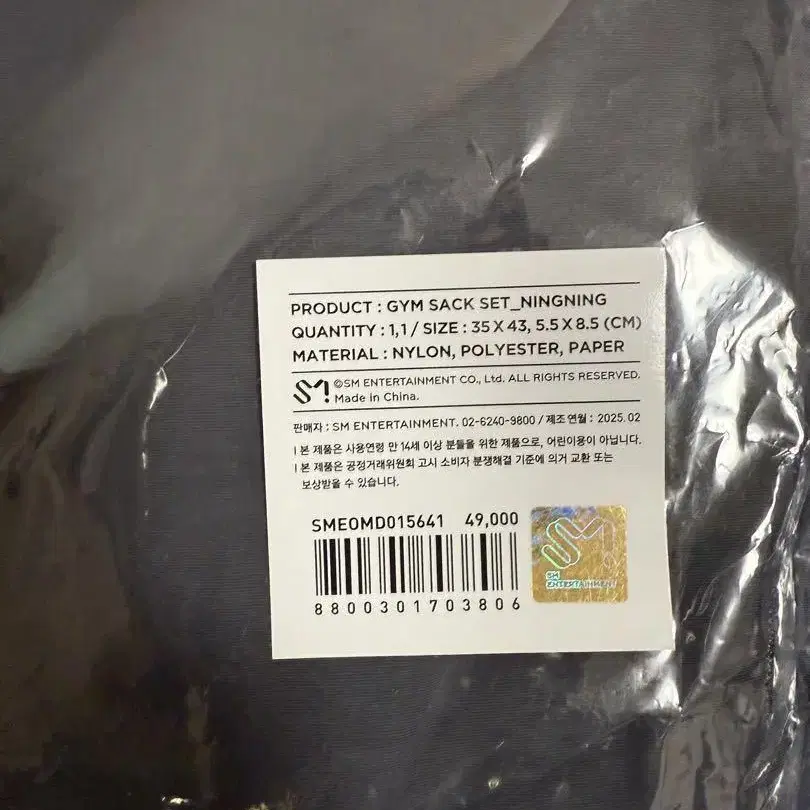 PRODUCT : GYM SACK SET_NINGNING
QUANTITY : 1,1 / SIZE : 35 X 43, 5.5 X 8.5 (CM)
MATERIAL : NYLON, POLYESTER, PAPER
SM ©SM ENTERTAINMENT CO., Ltd. ALL RIGHTS RESERVED.
Made in China.
판매자 : SM ENTERTAINMENT. 02-6240-9800 / 제조연월 : 2025.02
| 본 제품은 사용연령 만 14세 이상 분들을 위한 제품으로, 어린이용이 아닙니다.
| 본 제품은 공정거래위원회 고시 소비자 분쟁해결 기준에 의거 교환 또는
보상받을 수 있습니다.
SMEOMD015641 49,000
8800301703806
SM
SM
ENTERTAINMENT